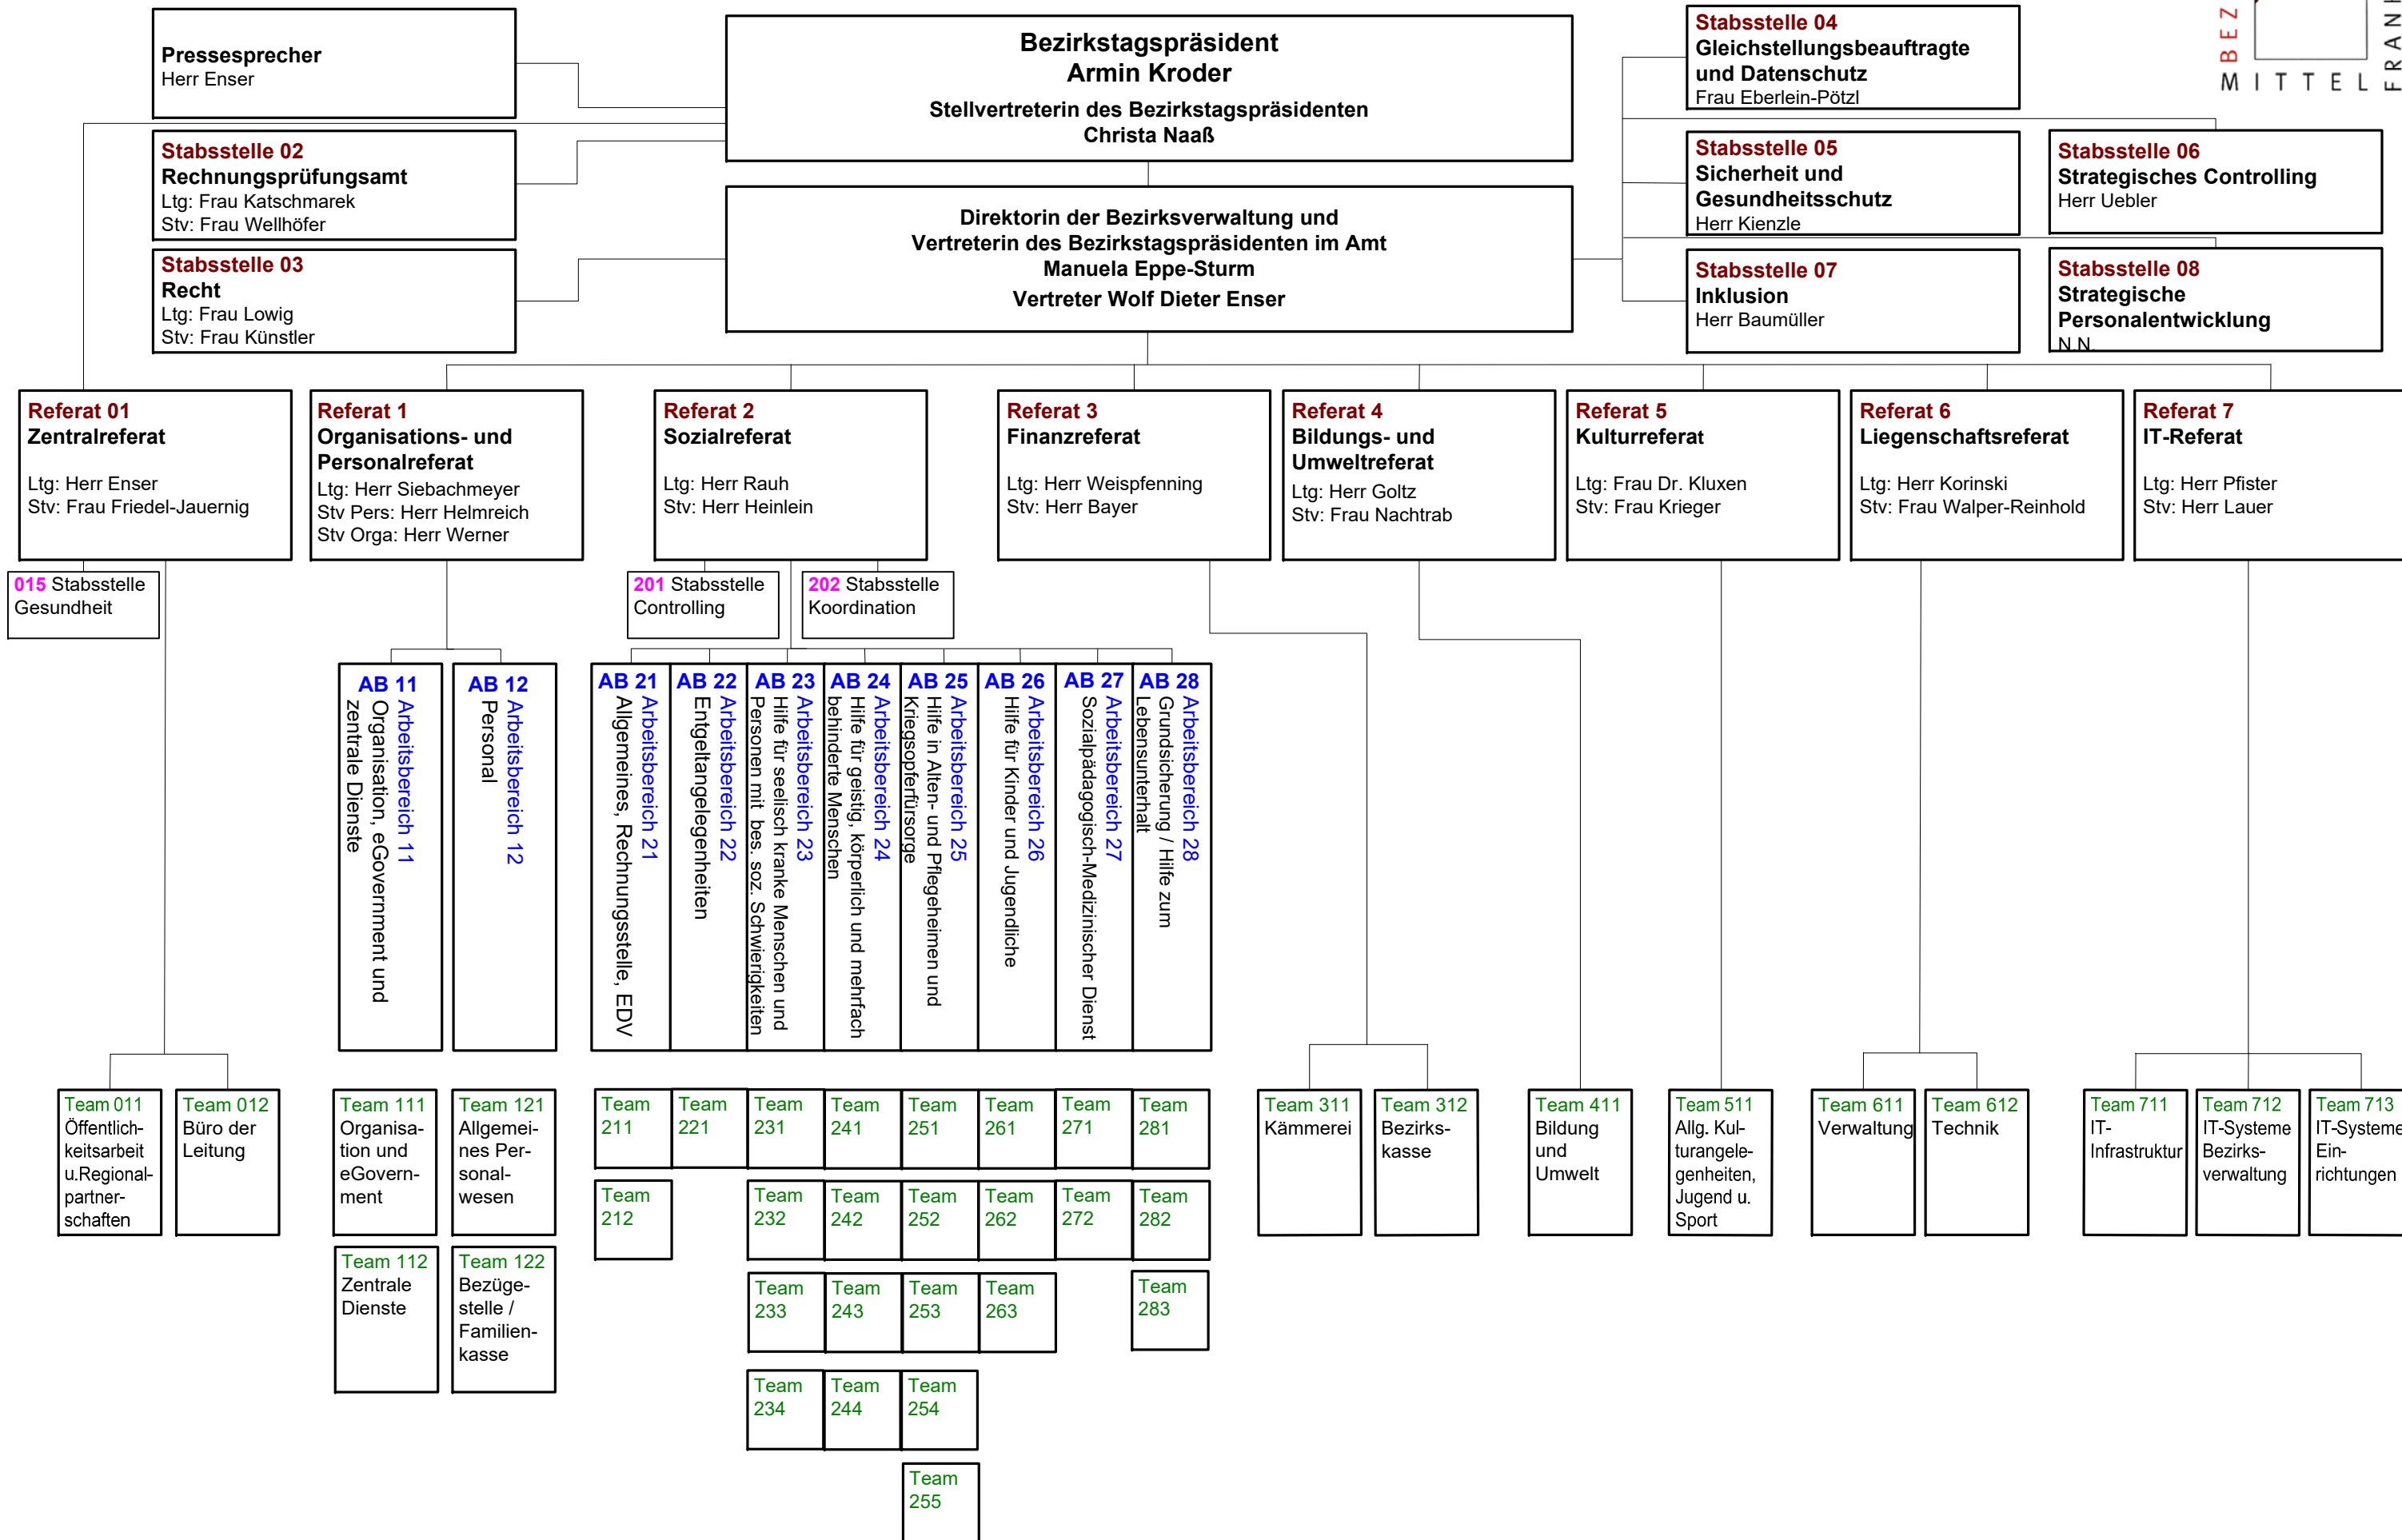 Pressesprecher
Herr Enser
Bezirkstagspräsident
Armin Kroder
Stellvertreterin des Bezirkstagspräsidenten
Christa Naaß
Stabsstelle 04
Gleichstellungsbeauftragte
und Datenschutz
Frau Eberlein-Pötzl
BEZ
MITTEL
FRAN
Stabsstelle 02
Rechnungsprüfungsamt
Ltg: Frau Katschmarek
Stv: Frau Wellhöfer
Stabsstelle 05
Sicherheit und
Gesundheitsschutz
Herr Kienzle
Stabsstelle 06
Strategisches Controlling
Herr Uebler
Direktorin der Bezirksverwaltung und
Vertreterin des Bezirkstagspräsidenten im Amt
Manuela Eppe-Sturm
Vertreter Wolf Dieter Enser
Stabsstelle 03
Recht
Ltg: Frau Lowig
Stv: Frau Künstler
Stabsstelle 07
Inklusion
Herr Baumüller
Stabsstelle 08
Strategische
Personalentwicklung
N.N.
Referat 01
Zentralreferat
Ltg: Herr Enser
Stv: Frau Friedel-Jauernig
Referat 1
Organisations- und
Personalreferat
Ltg: Herr Siebachmeyer
Stv Pers: Herr Helmreich
Stv Orga: Herr Werner
Referat 2
Sozialreferat
Ltg: Herr Rauh
Stv: Herr Heinlein
Referat 3
Finanzreferat
Ltg: Herr Weispfenning
Stv: Herr Bayer
Referat 4
Bildungs- und
Umweltreferat
Ltg: Herr Goltz
Stv: Frau Nachtrab
Referat 5
Kulturreferat
Ltg: Frau Dr. Kluxen
Stv: Frau Krieger
Referat 6
Liegenschaftsreferat
Ltg: Herr Korinski
Stv: Frau Walper-Reinhold
Referat 7
IT-Referat
Ltg: Herr Pfister
Stv: Herr Lauer
015 Stabsstelle
Gesundheit
201 Stabsstelle
Controlling
202 Stabsstelle
Koordination
AB 11
Arbeitsbereich 11
Organisation, eGovernment und
zentrale Dienste
AB 12
Arbeitsbereich 12
Personal
AB 21
Arbeitsbereich 21
Allgemeines, Rechnungsstelle, EDV
AB 22
Arbeitsbereich 22
Entgeltangelegenheiten
AB 23
Arbeitsbereich 23
Hilfe für seelisch kranke Menschen und
Personen mit bes. soz. Schwierigkeiten
AB 24
Arbeitsbereich 24
Hilfe für geistig, körperlich und mehrfach
behinderte Menschen
AB 25
Arbeitsbereich 25
Hilfe in Alten- und Pflegeheimen und
Kriegsopferfürsorge
AB 26
Arbeitsbereich 26
Hilfe für Kinder und Jugendliche
AB 27
Arbeitsbereich 27
Sozialpädagogisch-Medizinischer Dienst
AB 28
Arbeitsbereich 28
Grundsicherung / Hilfe zum
Lebensunterhalt
Team 011
Öffentlich-
keitsarbeit
u.Regional-
partner-
schaften
Team 012
Büro der
Leitung
Team 111
Organisa-
tion und
eGovern-
ment
Team 121
Allgemei-
nes Per-
sonal-
wesen
Team
211
Team
221
Team
231
Team
241
Team
251
Team
261
Team
271
Team
281
Team 311
Kämmerei
Team 312
Bezirks-
kasse
Team 411
Bildung
und
Umwelt
Team 511
Allg. Kul-
turangele-
genheiten,
Jugend u.
Sport
Team 611
Verwaltung
Team 612
Technik
Team 711
IT-
Infrastruktur
Team 712
IT-Systeme
Bezirks-
verwaltung
Team 713
IT-Systeme
Ein-
richtungen
Team
212
Team
232
Team
242
Team
252
Team
262
Team
272
Team
282
Team 112
Zentrale
Dienste
Team 122
Bezüge-
stelle /
Familien-
kasse
Team
233
Team
243
Team
253
Team
263
Team
283
Team
234
Team
244
Team
254
Team
255